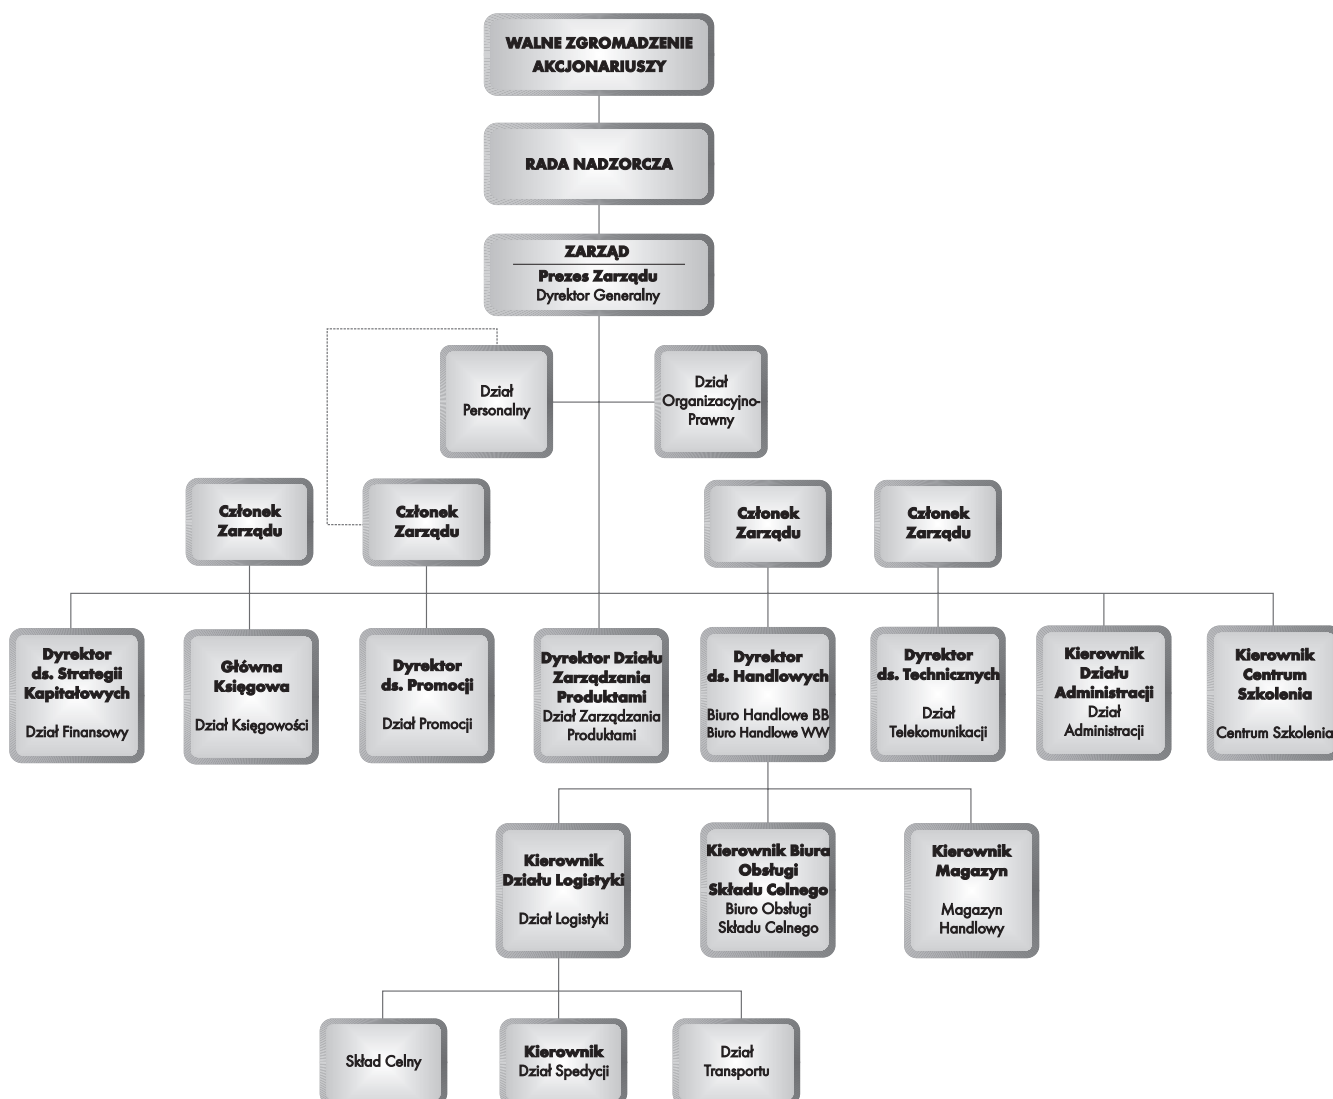 WALNE ZGROMADZENIE
AKCJONARIUSZY
RADA NADZORCZA
ZARZĄD
Prezes Zarządu
Dyrektor Generalny
Dział
Personalny
Dział
Organizacyjno-
Prawny
Członek
Zarządu
Członek
Zarządu
Członek
Zarządu
Członek
Zarządu
Dyrektor
ds. Strategii
Kapitałowych
Dział Finansowy
Główna
Księgowa
Dział Księgowości
Dyrektor
ds. Promocji
Dział Promocji
Dyrektor Działu
Zarządzania
Produktami
Dział Zarządzania
Produktami
Dyrektor
ds. Handlowych
Biuro Handlowe BB
Biuro Handlowe WW
Dyrektor
ds. Technicznych
Dział
Telekomunikacji
Kierownik
Działu
Administracji
Dział
Administracji
Kierownik
Centrum
Szkolenia
Centrum Szkolenia
Kierownik
Działu Logistyki
Dział Logistyki
Kierownik Biura
Obsługi
Składu Celnego
Biuro Obsługi
Składu Celnego
Kierownik
Magazyn
Magazyn
Handlowy
Skład Celny
Kierownik
Dział Spedycji
Dział
Transportu